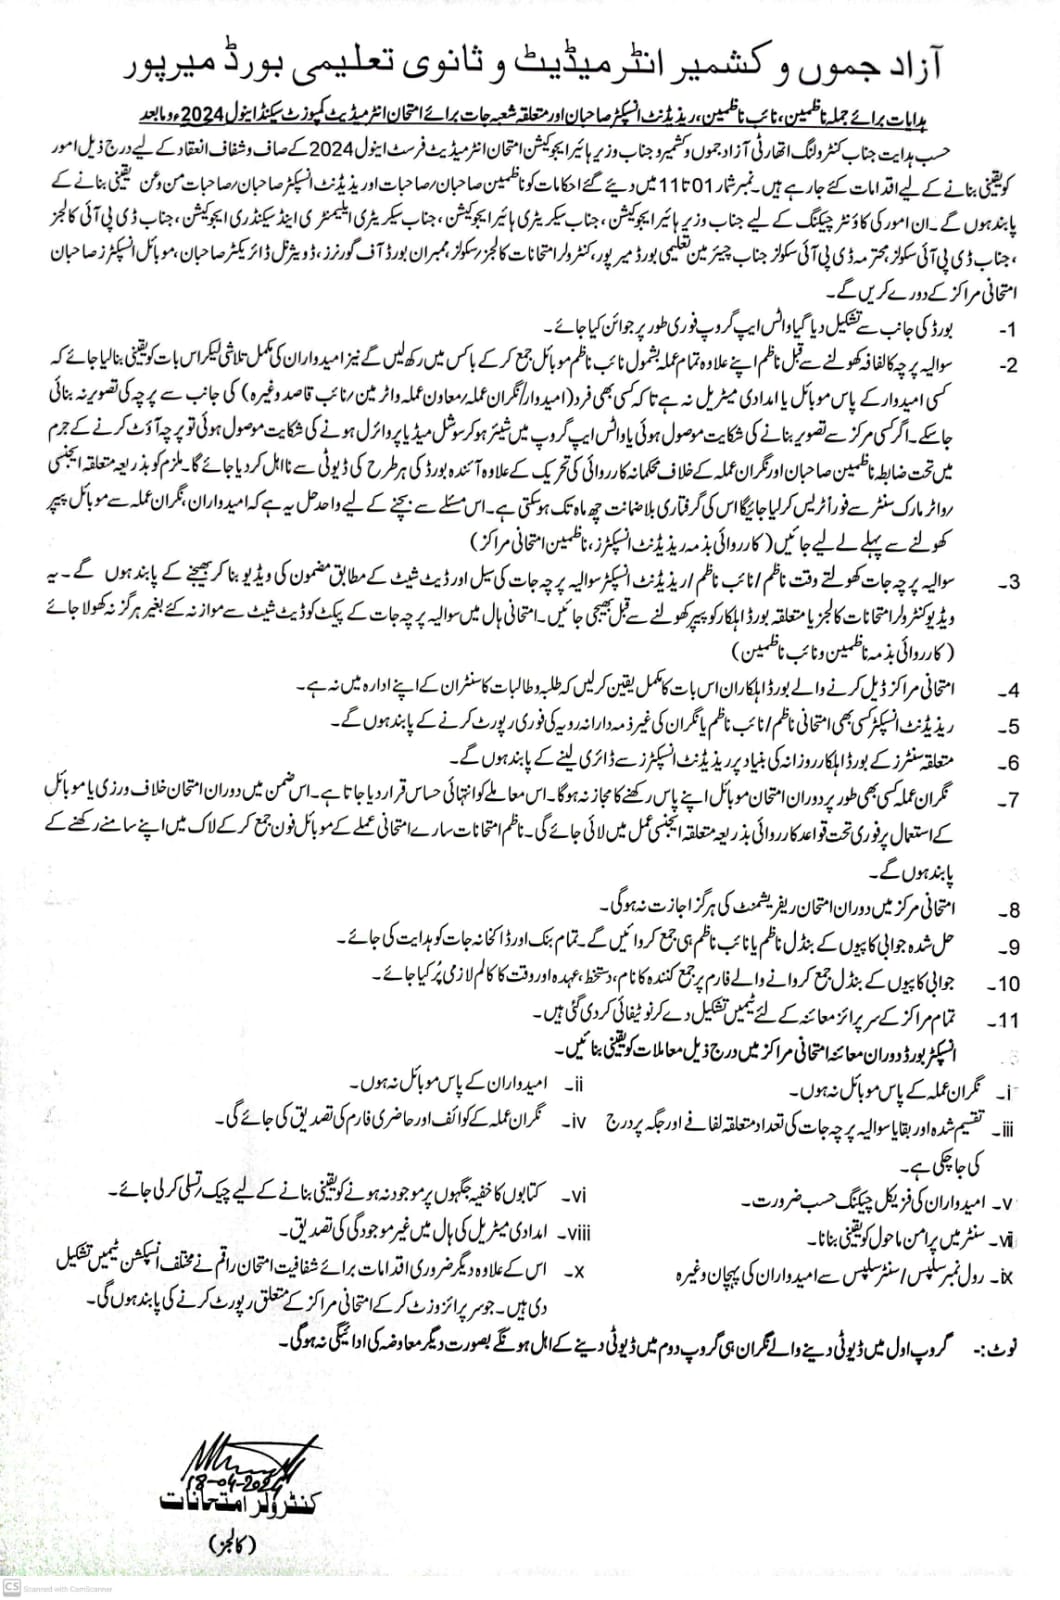 آزاد جموں و کشمیر انٹرمیڈیٹ و ثانوی تعلیمی بورڈ میرپور
ہدایات برائے جملہ ناظمین، نائب ناظمین، ریذیڈنٹ انسپکٹر صاحبان اور متعلقہ شعبہ جات برائے امتحان انٹرمیڈیٹ کمپوزٹ سیکنڈ اینول 2024ء و مابعد
حسب ہدایت جناب کنٹرولنگ اتھارٹی آزاد جموں و کشمیر و جناب وزیر ہائیر ایجوکیشن امتحان انٹرمیڈیٹ فرسٹ اینول 2024 کے صاف و شفاف انعقاد کے لیے درج ذیل امور
کو یقینی بنانے کے لیے اقدامات کئے جا رہے ہیں۔ نمبر شمار 01 تا 11 میں دیئے گئے احکامات کو ناظمین صاحبان/صاحبات اور ریذیڈنٹ انسپکٹر صاحبان/صاحبات من و عن یقینی بنانے کے
پابند ہوں گے۔ ان امور کی کاؤنٹر چیکنگ کے لیے جناب وزیر ہائیر ایجوکیشن، جناب سیکریٹری ہائیر ایجوکیشن، جناب سیکریٹری ایلیمنٹری اینڈ سیکنڈری ایجوکیشن، جناب ڈی پی آئی کالجز
، جناب ڈی پی آئی سکولز، محترمہ ڈی پی آئی سکولز جناب چیئرمین تعلیمی بورڈ میرپور، کنٹرولر امتحانات کالجز/سکولز، ممبران بورڈ آف گورنرز، ڈویثرنل ڈائریکٹر صاحبان، موبائل انسپکٹرز صاحبان
امتحانی مراکز کے دورے کریں گے۔
1- بورڈ کی جانب سے تشکیل دیا گیا واٹس ایپ گروپ فوری طور پر جوائن کیا جائے۔
2- سوالیہ پرچہ کا لفافہ کھولنے سے قبل ناظم اپنے علاوہ تمام عملہ بشمول نائب ناظم موبائل جمع کر کے باکس میں رکھ لیں گے نیز امیدواران کی مکمل تلاشی لیکر اس بات کو یقینی بنا لیا جائے کہ
کسی امیدوار کے پاس موبائل یا امدادی میٹریل نہ ہے تاکہ کسی بھی فرد (امیدوار/نگران عملہ/معاون عملہ واٹرمین/نائب قاصد وغیرہ) کی جانب سے پرچہ کی تصویر نہ بنائی
جا سکے۔ اگر کسی مرکز سے تصویر بنانے کی شکایت موصول ہوئی یا واٹس ایپ گروپ میں شیئر ہو کر سوشل میڈیا پر وائرل ہونے کی شکایت موصول ہوئی تو پرچہ آؤٹ کرنے کے جرم
میں تحت ضابطہ ناظمین صاحبان اور نگران عملہ کے خلاف محکمانہ کارروائی کی تحریک کے علاوہ آئندہ بورڈ کی ہر طرح کی ڈیوٹی سے نااہل کر دیا جائے گا۔ ملزم کو بذریعہ متعلقہ ایجنسی
/واٹر مارک سنٹر سے فوراً ٹریس کر لیا جائیگا اس کی گرفتاری بلا ضمانت چھ ماہ تک ہو سکتی ہے۔ اس مسئلے سے بچنے کے لیے واحد حل یہ ہے کہ امیدواران، نگران عملہ سے موبائل پیپر
کھولنے سے پہلے لے لیے جائیں (کارروائی بذمہ ریذیڈنٹ انسپکٹرز، ناظمین امتحانی مراکز)
3۔ سوالیہ پرچہ جات کھولتے وقت ناظم/نائب ناظم/ریذیڈنٹ انسپکٹر سوالیہ پرچہ جات کی سیل اور ڈیٹ شیٹ کے مطابق مضمون کی ویڈیو بنا کر بھیجنے کے پابند ہوں گے۔ یہ
ویڈیو کنٹرولر امتحانات کالجز یا متعلقہ بورڈ اہلکار کو پیپر کھولنے سے قبل بھیجی جائیں۔ امتحانی ہال میں سوالیہ پرچہ جات کے پیکٹ کو ڈیٹ شیٹ سے موازنہ کئے بغیر ہرگز نہ کھولا جائے
(کارروائی بذمہ ناظمین و نائب ناظمین)
4۔ امتحانی مراکز ڈیل کرنے والے بورڈ اہلکاران اس بات کا مکمل یقین کر لیں کہ طلبہ و طالبات کا سنٹر ان کے اپنے ادارہ میں نہ ہے۔
5۔ ریذیڈنٹ انسپکٹر کسی بھی امتحانی ناظم/نائب ناظم یا نگران کی غیر ذمہ دارانہ رویہ کی فوری رپورٹ کرنے کے پابند ہوں گے۔
6۔ متعلقہ سنٹرز کے بورڈ اہلکار روزانہ کی بنیاد پر ریذیڈنٹ انسپکٹرز سے ڈائری لینے کے پابند ہوں گے۔
7۔ نگران عملہ کسی بھی طور پر دوران امتحان موبائل اپنے پاس رکھنے کا مجاز نہ ہوگا۔ اس معاملے کو انتہائی حساس قرار دیا جاتا ہے۔ اس ضمن میں دوران امتحان خلاف ورزی یا موبائل
کے استعمال پر فوری تحت قواعد کارروائی بذریعہ متعلقہ ایجنسی عمل میں لائی جائے گی۔ ناظم امتحانات سارے امتحانی عملے کے موبائل فون جمع کر کے لاک میں اپنے سامنے رکھنے کے
پابند ہوں گے۔
8۔ امتحانی مرکز میں دوران امتحان ریفریشمنٹ کی ہرگز اجازت نہ ہوگی۔
9۔ حل شدہ جوابی کاپیوں کے بنڈل ناظم یا نائب ناظم ہی جمع کروائیں گے۔ تمام بنک اور ڈاکخانہ جات کو ہدایت کی جائے۔
10۔ جوابی کاپیوں کے بنڈل جمع کروانے والے فارم پر جمع کنندہ کا نام، دستخط، عہدہ اور وقت کا کالم لازمی پُر کیا جائے۔
11۔ تمام مراکز کے سرپرائز معائنہ کے لئے ٹیمیں تشکیل دے کر نوٹیفائی کر دی گئی ہیں۔
انسپکٹر بورڈ دوران معائنہ امتحانی مراکز میں درج ذیل معاملات کو یقینی بنائیں۔
i۔ نگران عملہ کے پاس موبائل نہ ہوں۔ ii۔ امیدواران کے پاس موبائل نہ ہوں۔
iii۔ تقسیم شدہ اور بقایا سوالیہ پرچہ جات کی تعداد متعلقہ لفافے اور جگہ پر درج iv۔ نگران عملہ کے کوائف اور حاضری فارم کی تصدیق کی جائے گی۔
کی جا چکی ہے۔
v۔ امیدواران کی فزیکل چیکنگ حسب ضرورت۔ vi۔ کتابوں کا خفیہ جگہوں پر موجود نہ ہونے کو یقینی بنانے کے لیے چیک/تسلی کر لی جائے۔
vii۔ سنٹر میں پرامن ماحول کو یقینی بنانا۔ viii۔ امدادی میٹریل کی ہال میں غیر موجودگی کی تصدیق۔
ix۔ رول نمبر سلپس/سنٹر سلپس سے امیدواران کی پہچان وغیرہ x۔ اس کے علاوہ دیگر ضروری اقدامات برائے شفافیت امتحان راقم نے مختلف انسپکشن ٹیمیں تشکیل
دی ہیں۔ جو سرپرائز وزٹ کر کے امتحانی مراکز کے متعلق رپورٹ کرنے کی پابند ہوں گی۔
نوٹ:- گروپ اول میں ڈیوٹی دینے والے نگران ہی گروپ دوم میں ڈیوٹی دینے کے اہل ہونگے بصورت دیگر معاوضہ کی ادائیگی نہ ہوگی۔
18-04-2024
کنٹرولر امتحانات
(کالجز)
CS Scanned with CamScanner